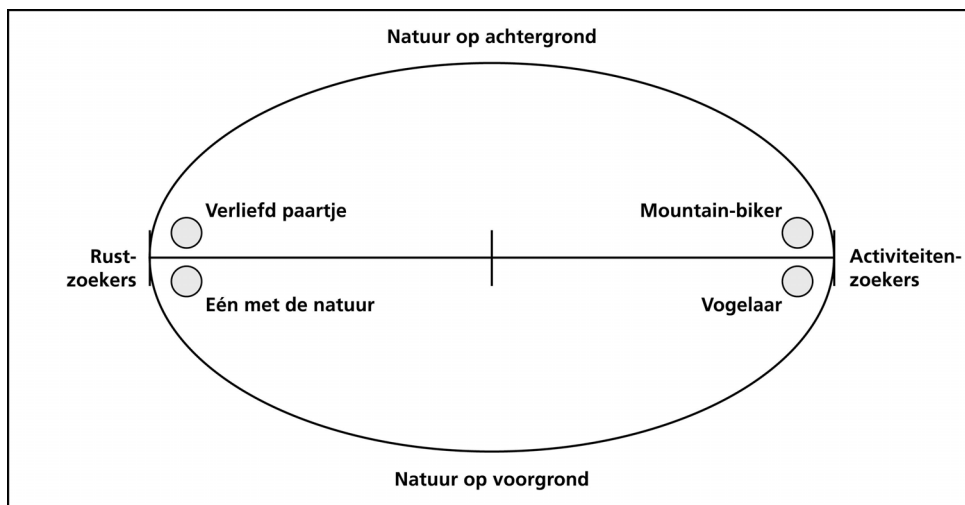 Natuur op achtergrond
Verliefd paartje
Mountain-biker
Rust-
zoekers
Activiteiten-
zoekers
Eén met de natuur
Vogelaar
Natuur op voorgrond